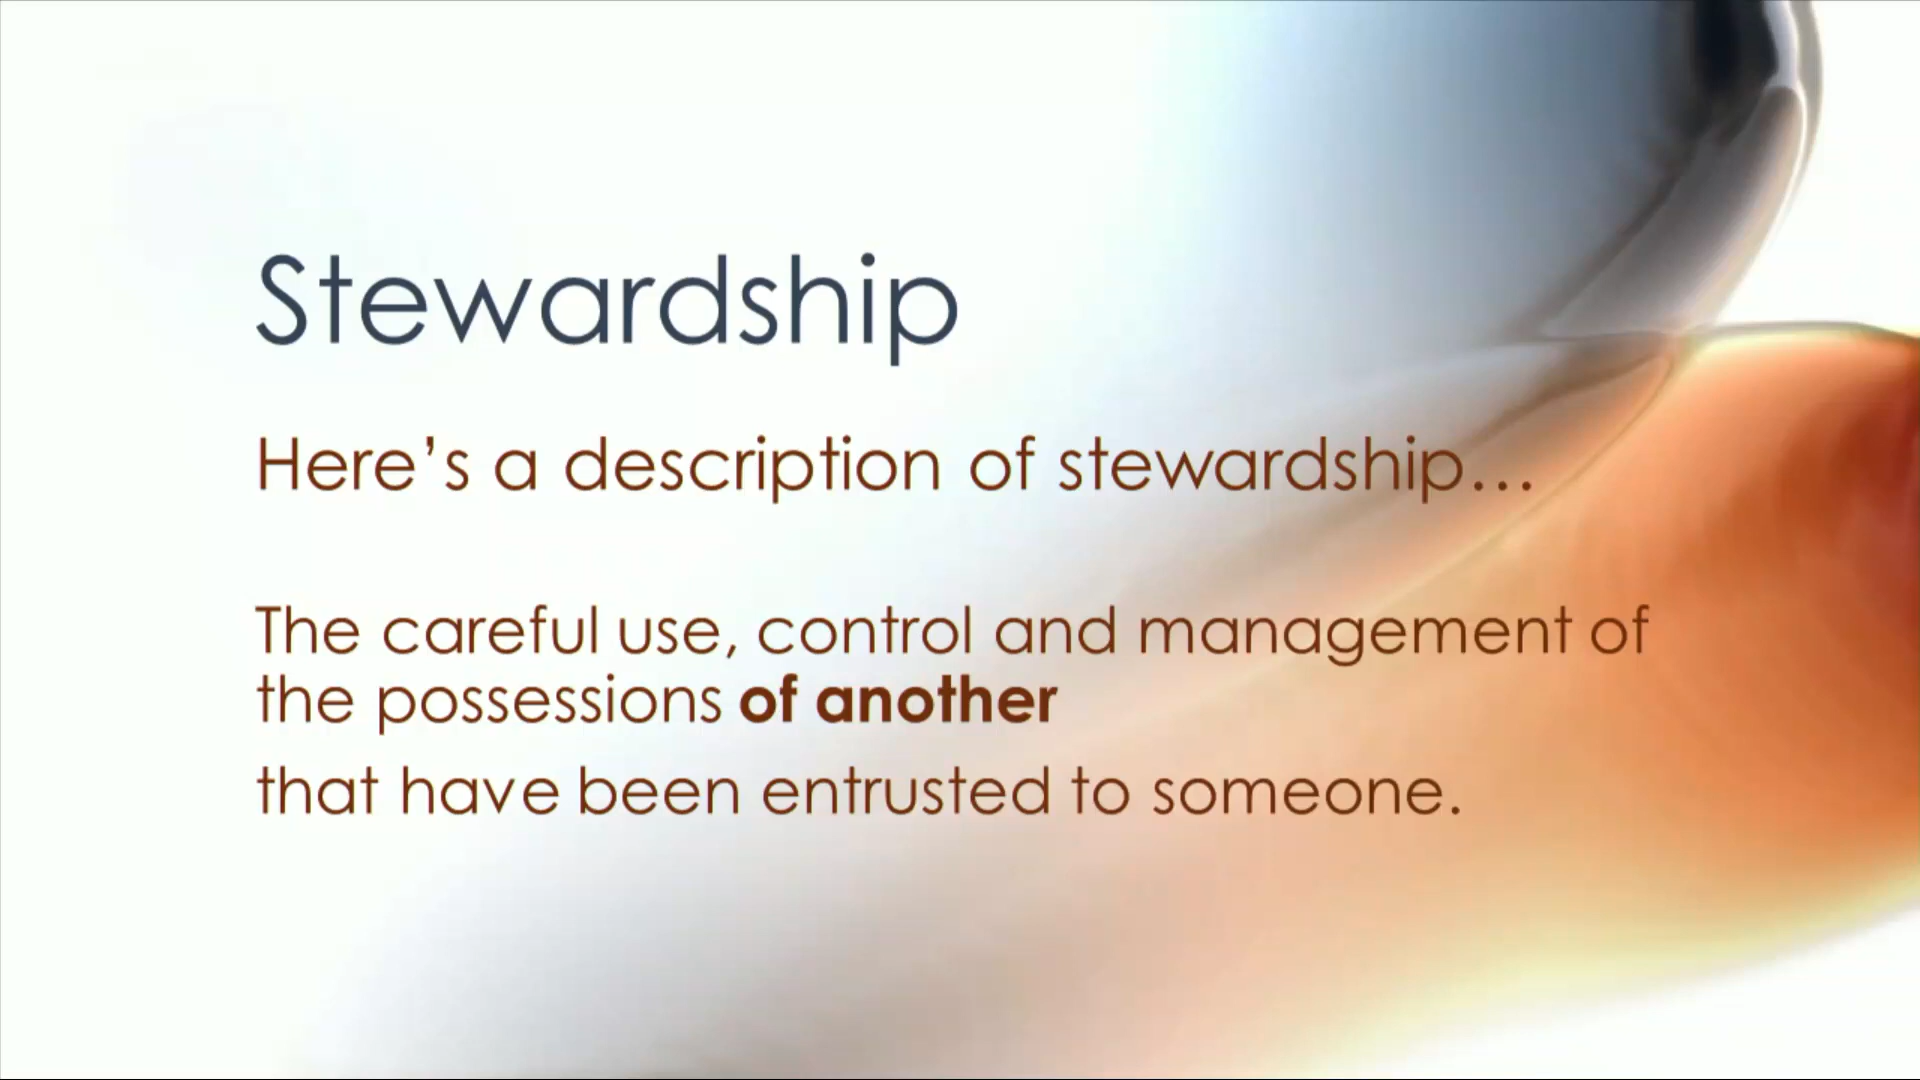 Stewardship
Here’s a description of stewardship…
The careful use, control and management of
the possessions of another
that have been entrusted to someone.